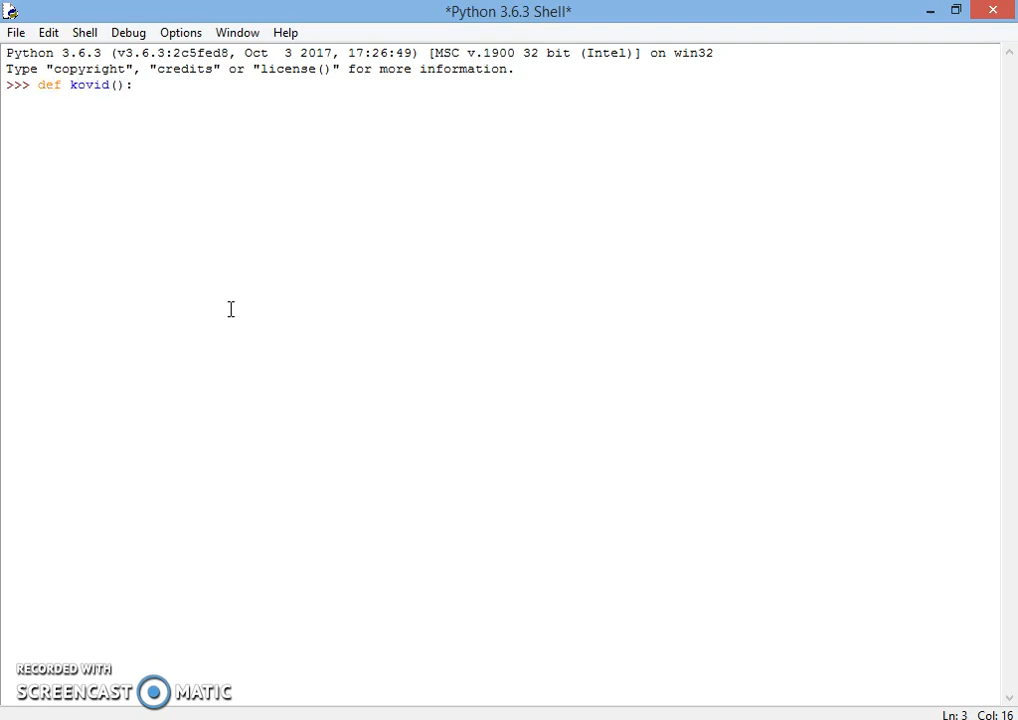 *Python 3.6.3 Shell*
File Edit Shell Debug Options Window Help
Python 3.6.3 (v3.6.3:2c5fed8, Oct  3 2017, 17:26:49) [MSC v.1900 32 bit (Intel)] on win32
Type "copyright", "credits" or "license()" for more information.
>>> def kovid():
RECORDED WITH
SCREENCAST MATIC
Ln: 3 Col: 16